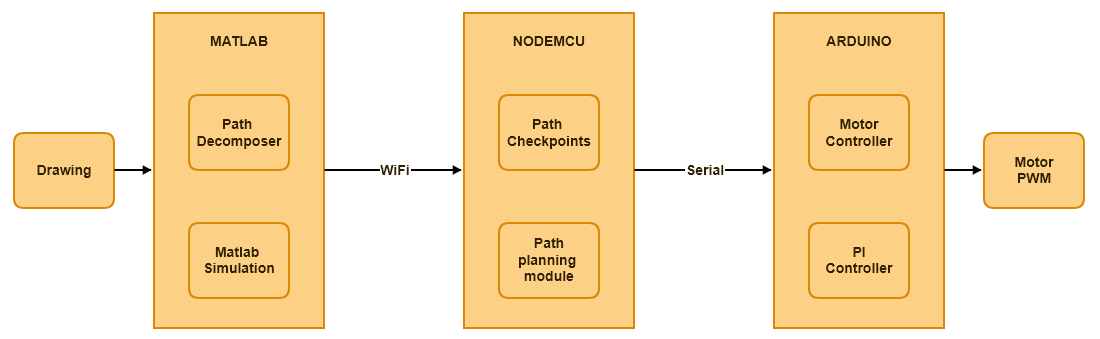 MATLAB
NODEMCU
ARDUINO
Path
Decomposer
Path
Checkpoints
Motor
Controller
Drawing
WiFi
Serial
Motor
PWM
Matlab
Simulation
Path
planning
module
PI
Controller